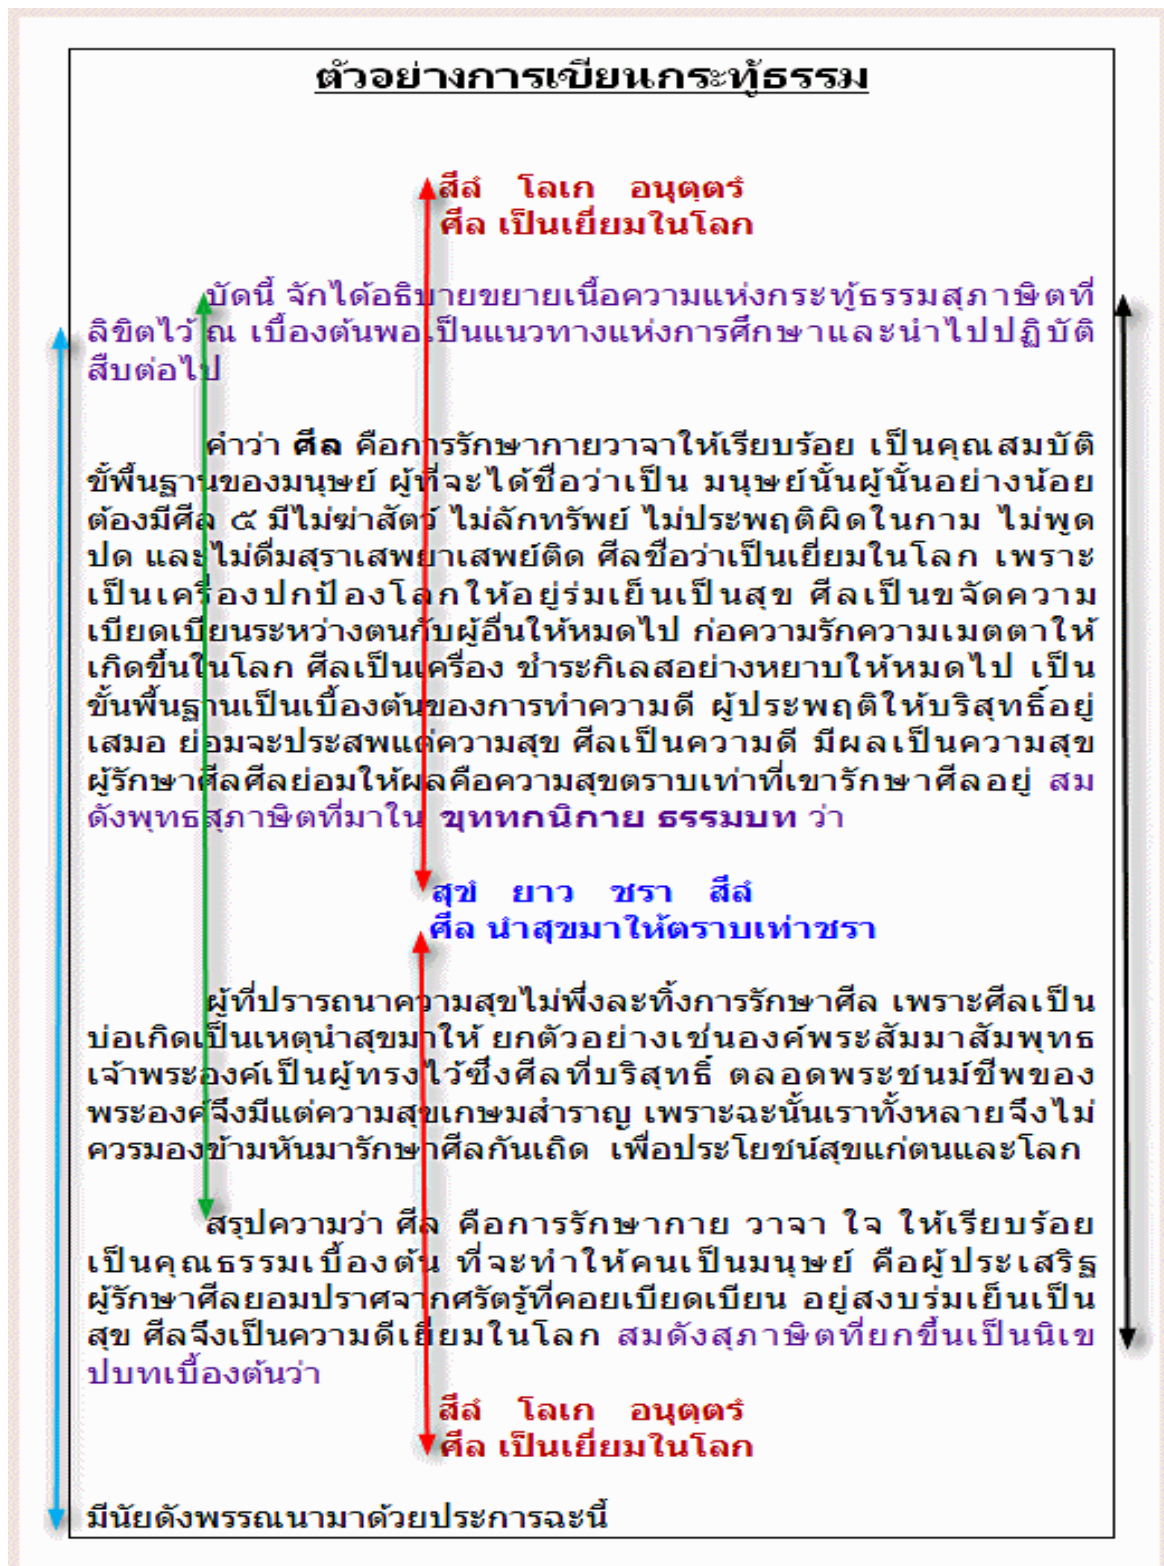 ตัวอย่างการเขียนกระทู้ธรรม
สีลํ โลเก อนุตฺตรํ
ศีล เป็นเยี่ยมในโลก
บัดนี้ จักได้อธิบายขยายเนื้อความแห่งกระทู้ธรรมสุภาษิตที่
ลิขิตไว้ ณ เบื้องต้นพอเป็นแนวทางแห่งการศึกษาและนำไปปฏิบัติ
สืบต่อไป
คำว่า ศีล คือการรักษากายวาจาให้เรียบร้อย เป็นคุณสมบัติ
ขั้พื้นฐานของมนุษย์ ผู้ที่จะได้ชื่อว่าเป็น มนุษย์นั้นผู้นั้นอย่างน้อย
ต้องมีศีล ๕ มีไม่ฆ่าสัตว์ ไม่ลักทรัพย์ ไม่ประพฤติผิดในกาม ไม่พูด
ปด และไม่ดื่มสุราเสพยาเสพย์ติด ศีลชื่อว่าเป็นเยี่ยมในโลก เพราะ
เป็นเครื่องปกป้องโลกให้อยู่ร่มเย็นเป็นสุข ศีลเป็นขจัดความ
เบียดเบียนระหว่างตนกับผู้อื่นให้หมดไป ก่อความรักความเมตตาให้
เกิดขึ้นในโลก ศีลเป็นเครื่อง ชำระกิเลสอย่างหยาบให้หมดไป เป็น
ขั้นพื้นฐานเป็นเบื้องต้นของการทำความดี ผู้ประพฤติให้บริสุทธิ์อยู่
เสมอ ย่อมจะประสพแต่ความสุข ศีลเป็นความดี มีผลเป็นความสุข
ผู้รักษาศีลศีลย่อมให้ผลคือความสุขตราบเท่าที่เขารักษาศีลอยู่ สม
ดังพุทธสุภาษิตที่มาใน ขุททกนิกาย ธรรมบท ว่า
สุขํ ยาว ชรา สีลํ
ศีล นำสุขมาให้ตราบเท่าชรา
ผู้ที่ปรารถนาความสุขไม่พึ่งละทิ้งการรักษาศีล เพราะศีลเป็น
บ่อเกิดเป็นเหตุนำสุขมาให้ ยกตัวอย่างเช่นองค์พระสัมมาสัมพุทธ
เจ้าพระองค์เป็นผู้ทรงไว้ซึ่งศีลที่บริสุทธิ์ ตลอดพระชนม์ชีพของ
พระองค์จึงมีแต่ความสุขเกษมสำราญ เพราะฉะนั้นเราทั้งหลายจึงไม่
ควรมองข้ามหันมารักษาศีลกันเถิด เพื่อประโยชน์สุขแก่ตนและโลก
สรุปความว่า ศีล คือการรักษากาย วาจา ใจ ให้เรียบร้อย
เป็นคุณธรรมเบื้องต้น ที่จะทำให้คนเป็นมนุษย์ คือผู้ประเสริฐ
ผู้รักษาศีลยอมปราศจากศรัตรู้ที่คอยเบียดเบียน อยู่สงบร่มเย็นเป็น
สุข ศีลจึงเป็นความดีเยี่ยมในโลก สมดังสุภาษิตที่ยกขึ้นเป็นนิเข
ปบทเบื้องต้นว่า
สีลํ โลเก อนุตฺตรํ
ศีล เป็นเยี่ยมในโลก
มีนัยดังพรรณนามาด้วยประการฉะนี้